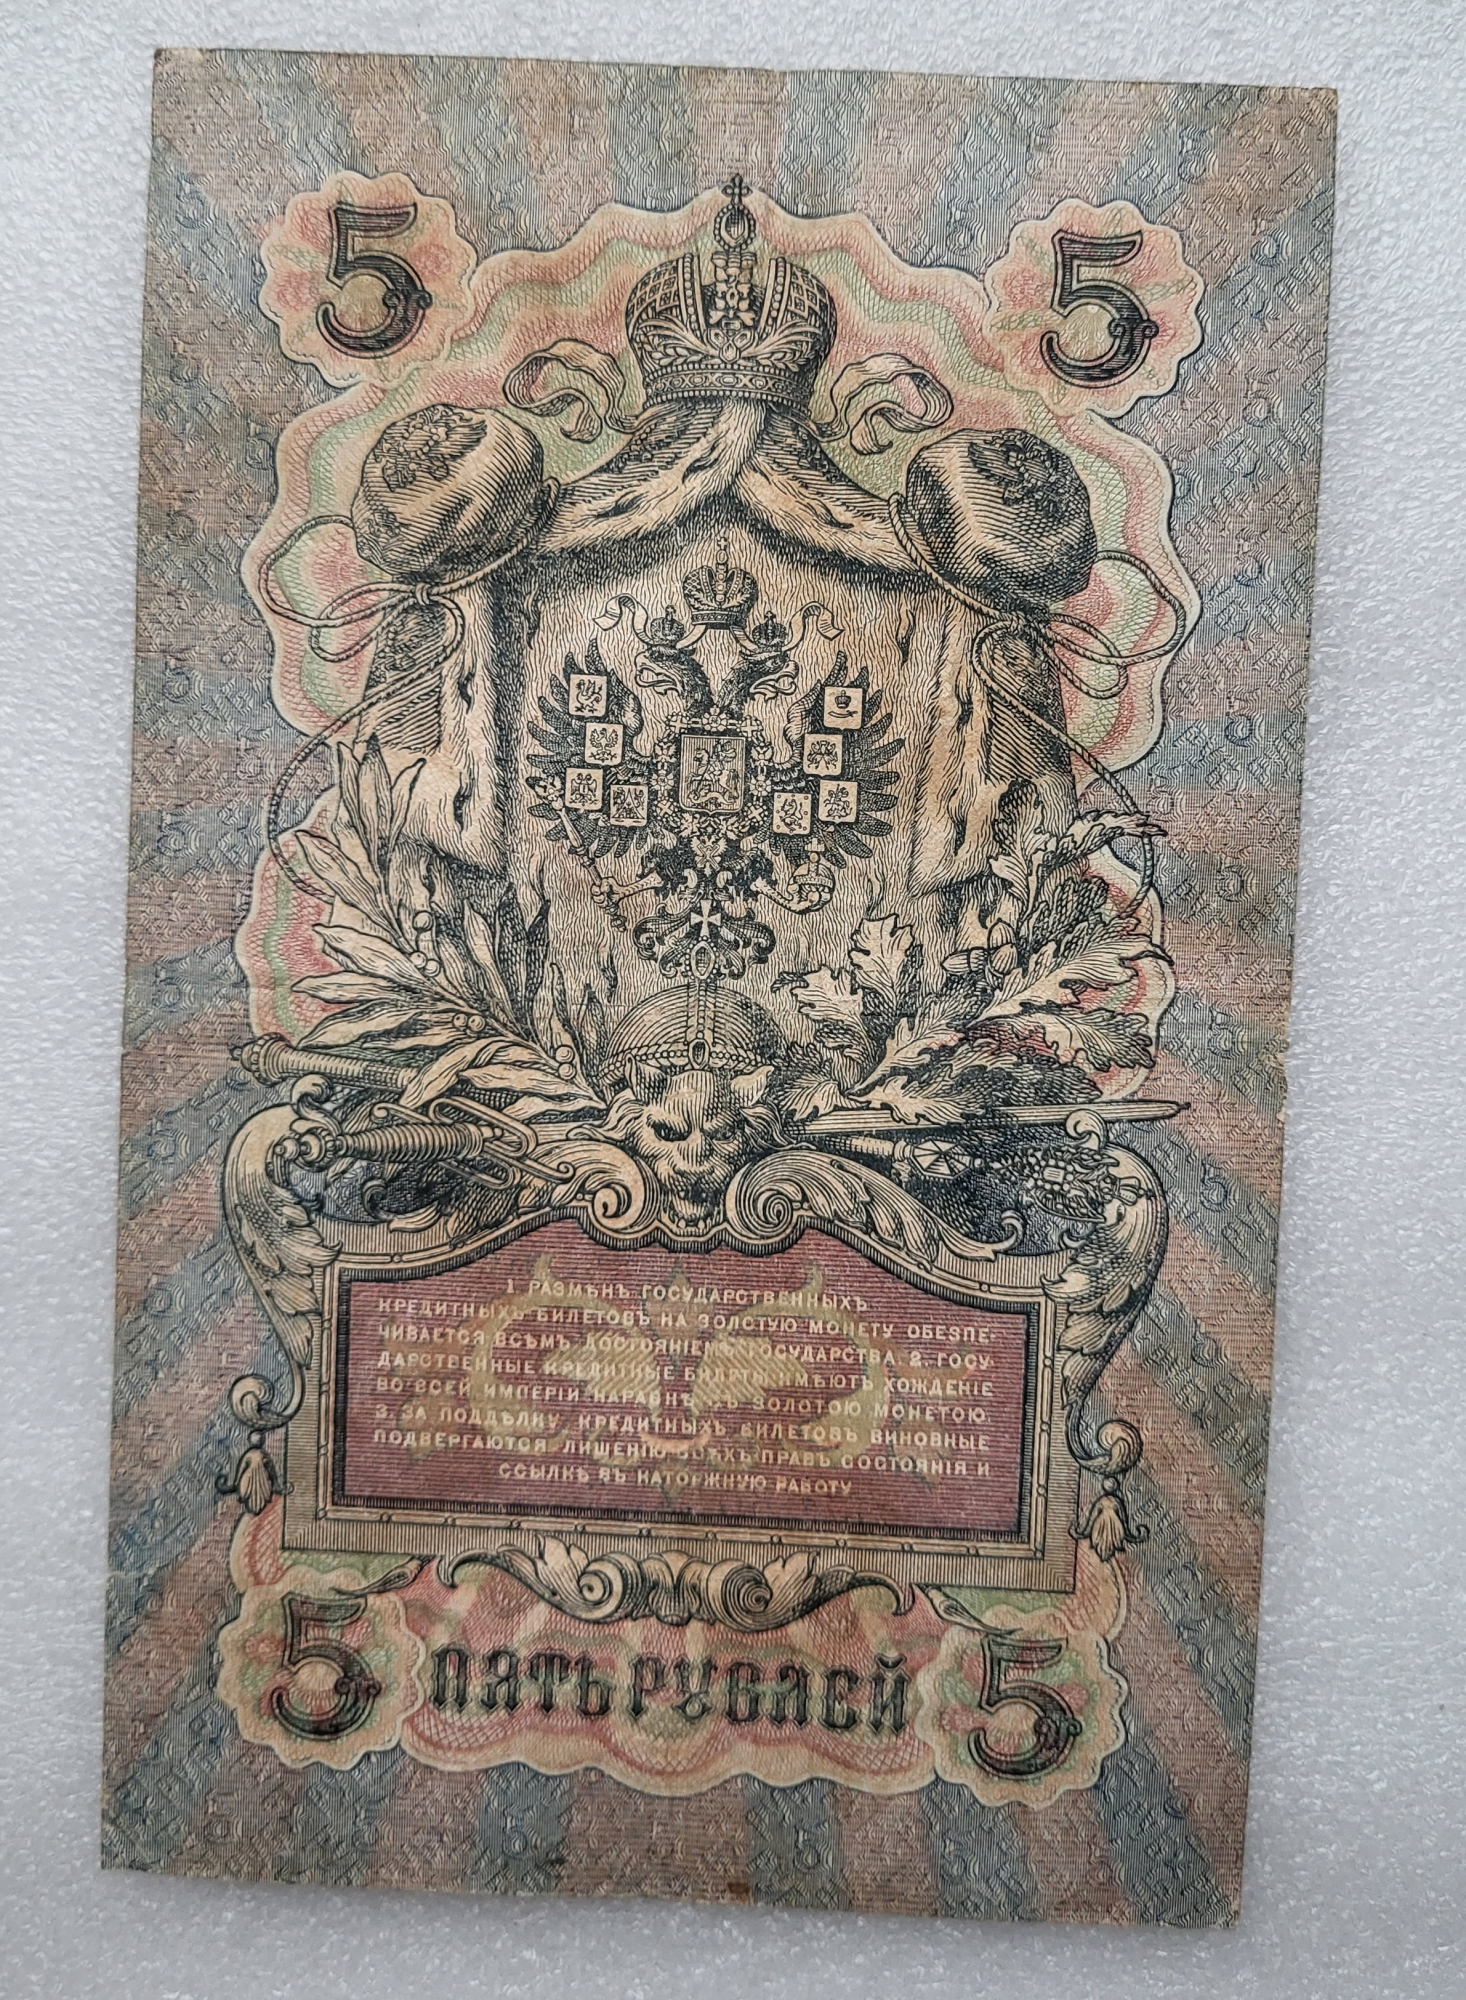 5 5
1. РАЗМѢНЪ ГОСУДАРСТВЕННЫХЪ
КРЕДИТНЫХЪ БИЛЕТОВЪ НА ЗОЛОТУЮ МОНЕТУ ОБЕЗПЕ-
ЧИВАЕТСЯ ВСѢМЪ ДОСТОЯНІЕМЪ ГОСУДАРСТВА. 2. ГОСУ-
ДАРСТВЕННЫЕ КРЕДИТНЫЕ БИЛЕТЫ ИМѢЮТЪ ХОЖДЕНІЕ
ВО ВСЕЙ ИМПЕРІИ НАРАВНѢ СЪ ЗОЛОТОЮ МОНЕТОЮ.
3. ЗА ПОДДѢЛКУ КРЕДИТНЫХЪ БИЛЕТОВЪ ВИНОВНЫЕ
ПОДВЕРГАЮТСЯ ЛИШЕНІЮ ВСѢХЪ ПРАВЪ СОСТОЯНІЯ И
ССЫЛКѢ ВЪ КАТОРЖНУЮ РАБОТУ
5 ПЯТЬ РУБЛЕЙ 5